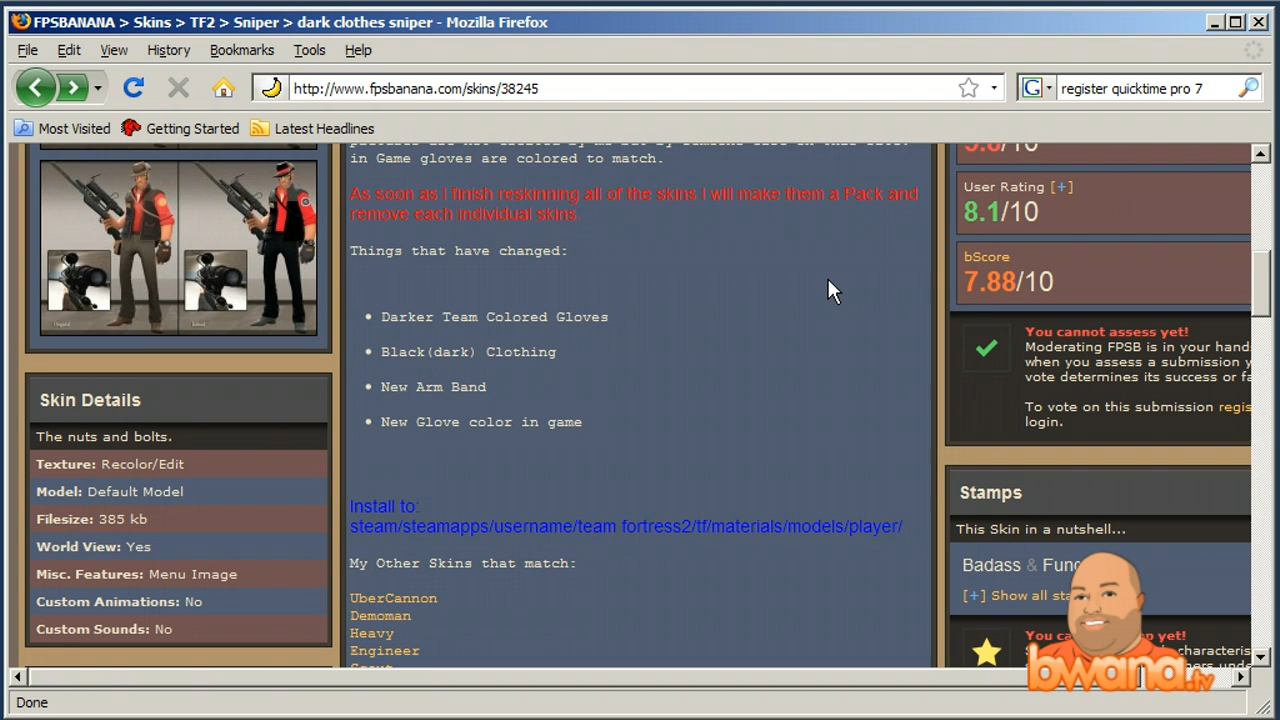 FPSBANANA > Skins > TF2 > Sniper > dark clothes sniper - Mozilla Firefox
File Edit View History Bookmarks Tools Help
http://www.fpsbanana.com/skins/38245
register quicktime pro 7
Most Visited Getting Started Latest Headlines
in Game gloves are colored to match.
As soon as I finish reskinning all of the skins I will make them a Pack and
remove each individual skins.
Things that have changed:
• Darker Team Colored Gloves
• Black(dark) Clothing
• New Arm Band
• New Glove color in game
Install to:
steam/steamapps/username/team fortress2/tf/materials/models/player/
My Other Skins that match:
UberCannon
Demoman
Heavy
Engineer
Skin Details
The nuts and bolts.
Texture: Recolor/Edit
Model: Default Model
Filesize: 385 kb
World View: Yes
Misc. Features: Menu Image
Custom Animations: No
Custom Sounds: No
User Rating [+]
8.1/10
bScore
7.88/10
You cannot assess yet!
Moderating FPSB is in your hand
when you assess a submission y
vote determines its success or fa
To vote on this submission regis
login.
Stamps
This Skin in a nutshell...
Badass & Fun
[+] Show all sta
yet!
bwana.tv
Done